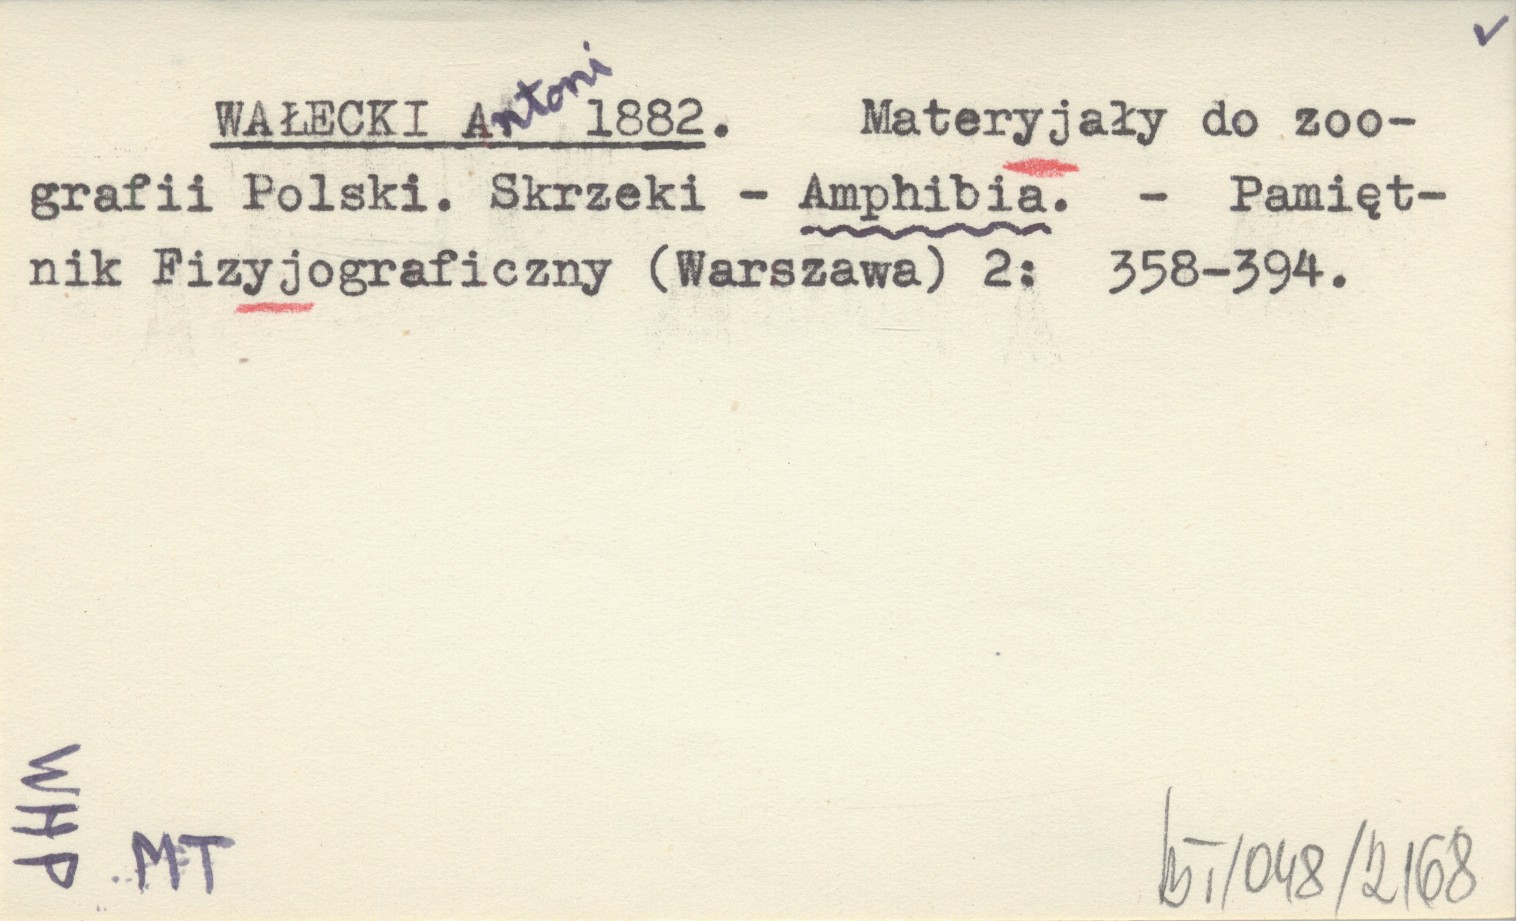 ✓
WAŁECKI Antoni 1882. Materyjały do zoo-
grafii Polski. Skrzeki - Amphibia. - Pamięt-
nik Fizyjograficzny (Warszawa) 2: 358-394.
WHP
MT
/048/2168